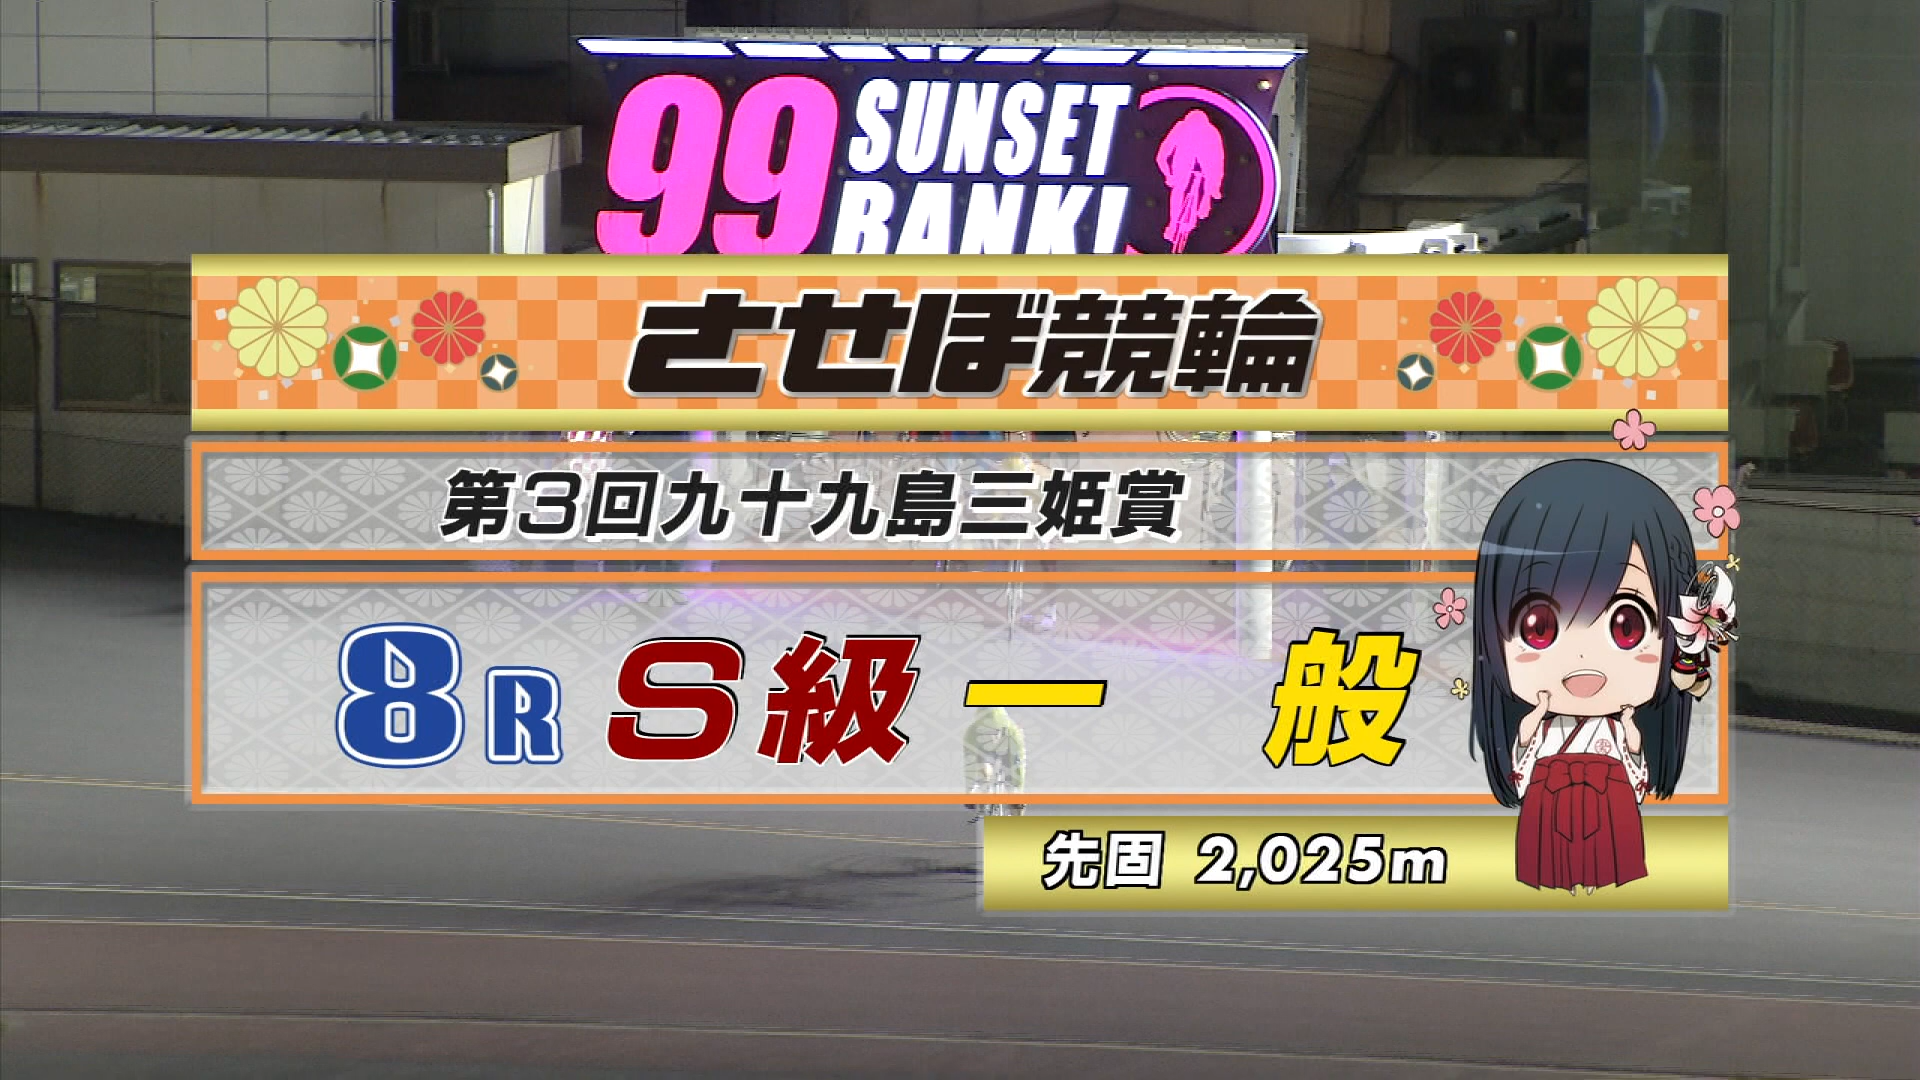 99 SUNSET
BANK!
させぼ競輪
第3回九十九島三姫賞
8R S級 一 般
先固 2,025m